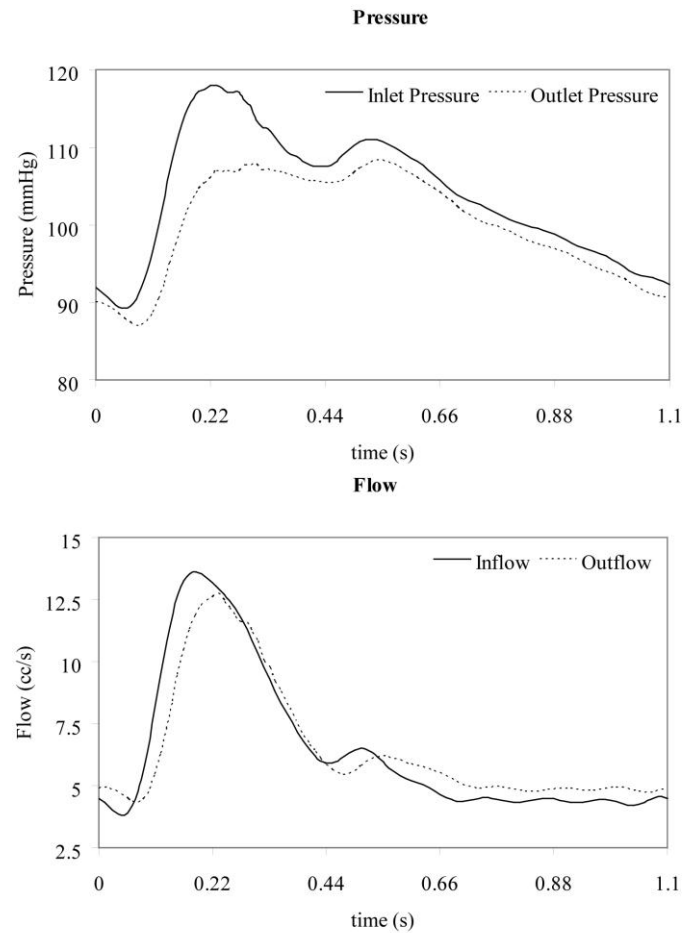 Pressure
120
Inlet Pressure Outlet Pressure
110
Pressure (mmHg)
100
90
80
0 0.22 0.44 0.66 0.88 1.1
time (s)
Flow
15
Inflow Outflow
12.5
10
Flow (cc/s)
7.5
5
2.5
0 0.22 0.44 0.66 0.88 1.1
time (s)